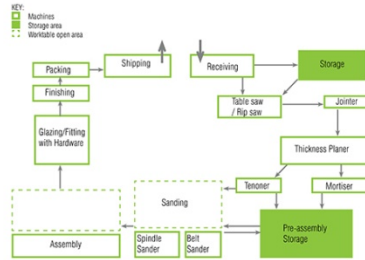 KEY:
Machines
Storage area
Worktable open area
Packing
Shipping
Receiving
Storage
Finishing
Table saw
/ Rip saw
Jointer
Glazing/Fitting
with Hardware
Thickness Planer
Tenoner
Mortiser
Sanding
Pre-assembly
Storage
Assembly
Spindle
Sander
Belt
Sander